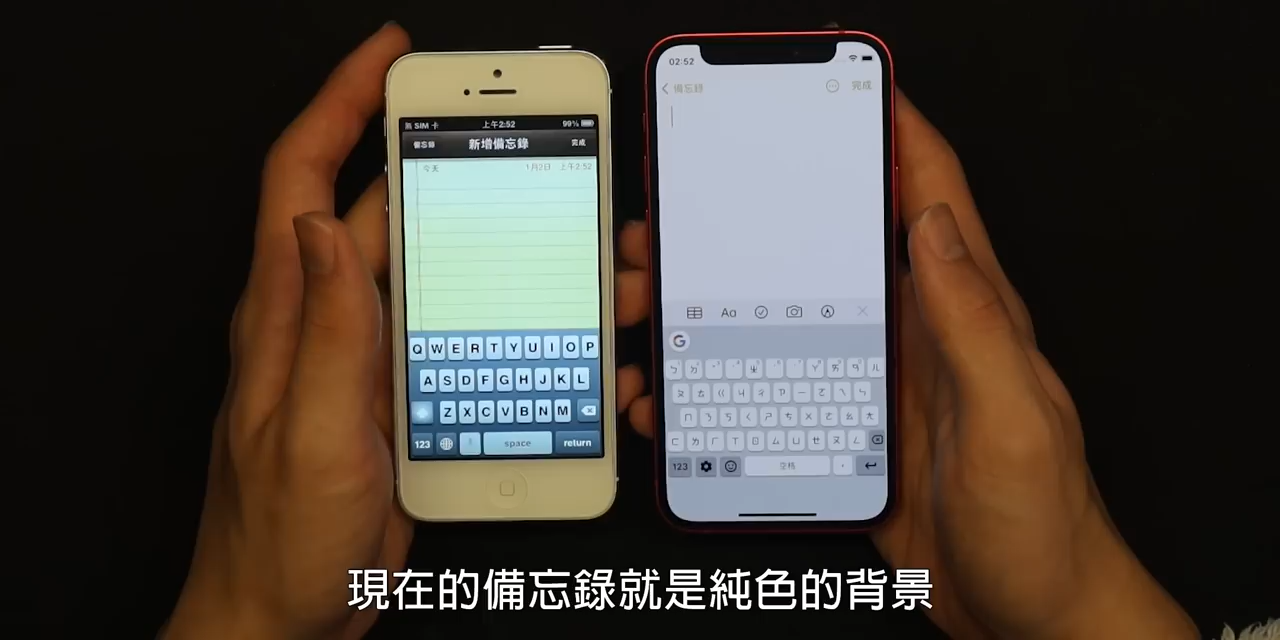 無 SIM 卡 上午2:52 99%
備忘錄 新增備忘錄 完成
今天 1月2日 上午2:52
Q W E R T Y U I O P
A S D F G H J K L
Z X C V B N M
123 space return
02:52
備忘錄 完成
Aa
G
ㄆ ㄊ ㄍ ㄐ ㄗ ㄧ ㄛ ㄟ ㄣ
ㄇ ㄋ ㄎ ㄑ ㄕ ㄘ ㄨ ㄜ ㄠ ㄤ
ㄈ ㄌ ㄏ ㄒ ㄖ ㄙ ㄩ ㄝ ㄡ ㄥ
123 空格
現在的備忘錄就是純色的背景